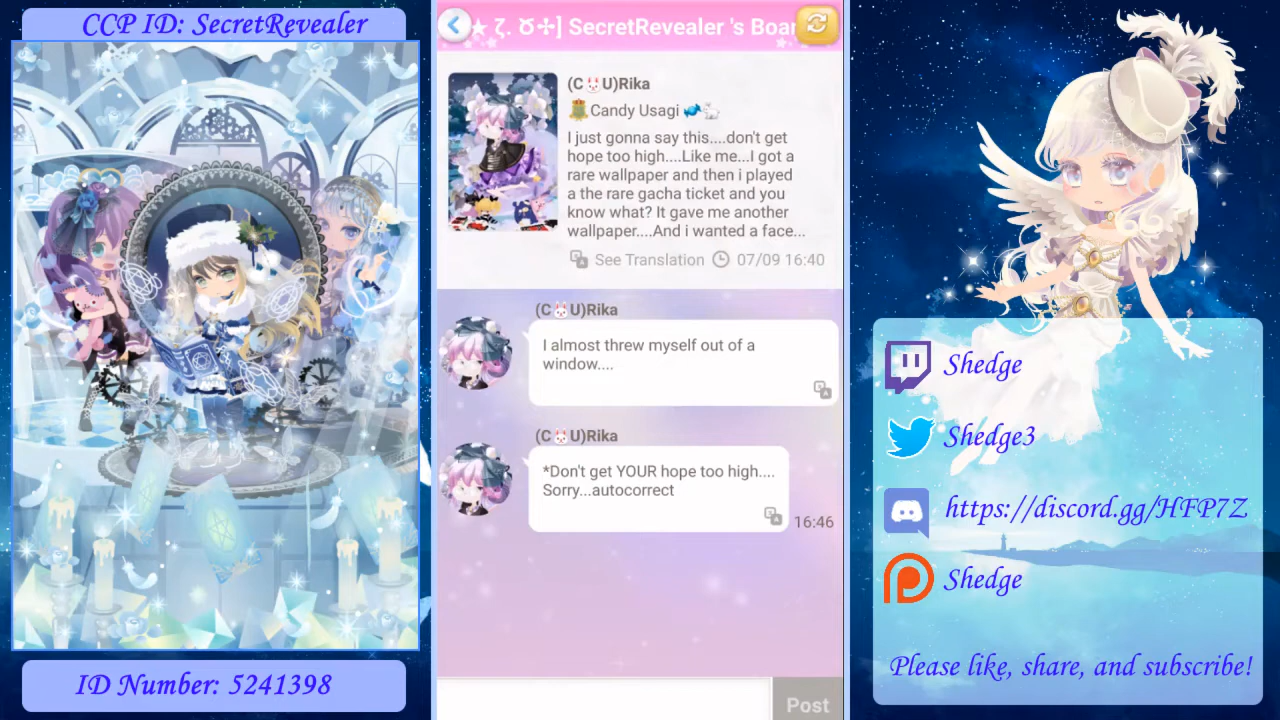 CCP ID: SecretRevealer
ID Number: 5241398
★ ζ. ఠ✢] SecretRevealer 's Boar
(C🐰U)Rika
Candy Usagi
I just gonna say this....don't get
hope too high....Like me...I got a
rare wallpaper and then i played
a the rare gacha ticket and you
know what? It gave me another
wallpaper....And i wanted a face...
See Translation 07/09 16:40
(C🐰U)Rika
I almost threw myself out of a
window....
(C🐰U)Rika
*Don't get YOUR hope too high....
Sorry...autocorrect
16:46
Post
Shedge
Shedge3
https://discord.gg/HFP7Z
Shedge
Please like, share, and subscribe!